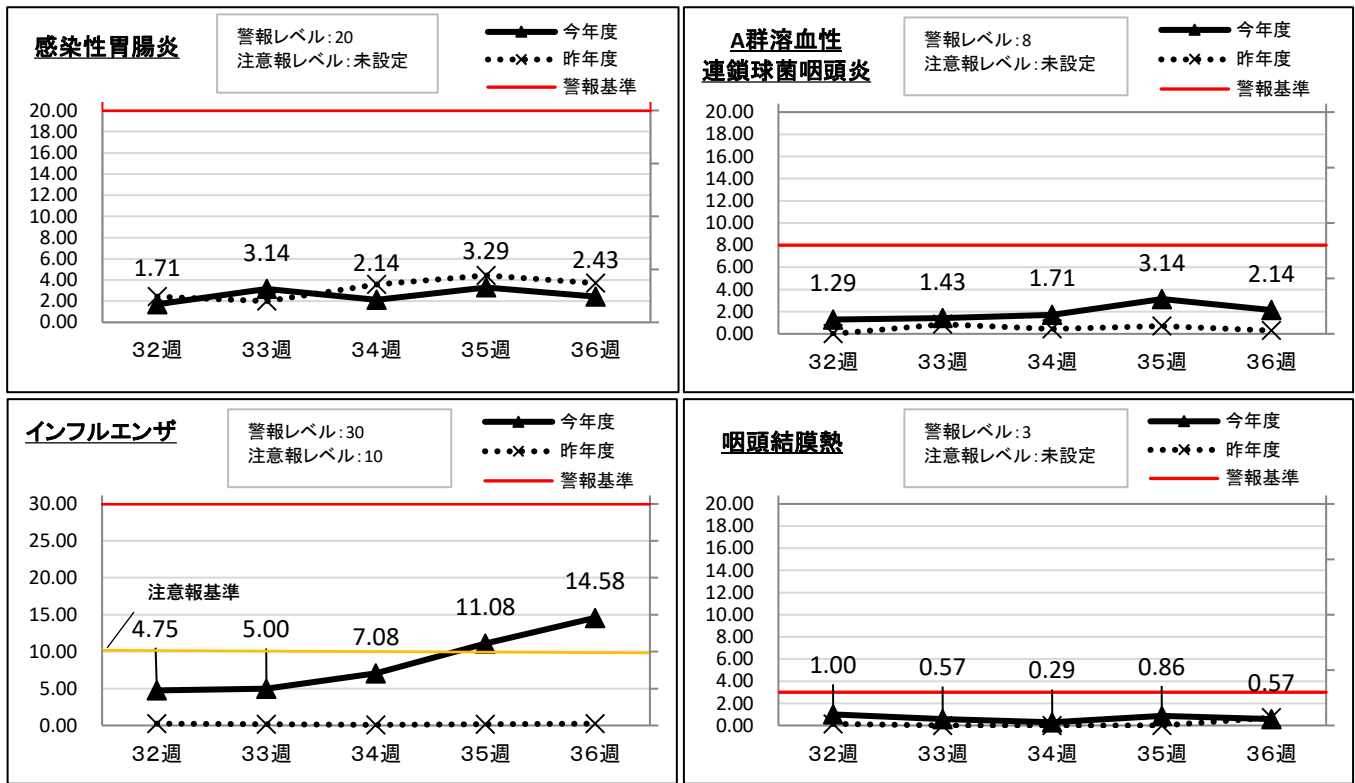 感染性胃腸炎
警報レベル:20
注意報レベル:未設定
今年度
昨年度
警報基準
20.00
18.00
16.00
14.00
12.00
10.00
8.00
6.00
4.00
2.00
0.00
1.71 3.14 2.14 3.29 2.43
32週 33週 34週 35週 36週
A群溶血性
連鎖球菌咽頭炎
警報レベル:8
注意報レベル:未設定
今年度
昨年度
警報基準
20.00
18.00
16.00
14.00
12.00
10.00
8.00
6.00
4.00
2.00
0.00
1.29 1.43 1.71 3.14 2.14
32週 33週 34週 35週 36週
インフルエンザ
警報レベル:30
注意報レベル:10
今年度
昨年度
警報基準
30.00
25.00
20.00
15.00
10.00
5.00
0.00
注意報基準
4.75 5.00 7.08 11.08 14.58
32週 33週 34週 35週 36週
咽頭結膜熱
警報レベル:3
注意報レベル:未設定
今年度
昨年度
警報基準
20.00
18.00
16.00
14.00
12.00
10.00
8.00
6.00
4.00
2.00
0.00
1.00 0.57 0.29 0.86 0.57
32週 33週 34週 35週 36週